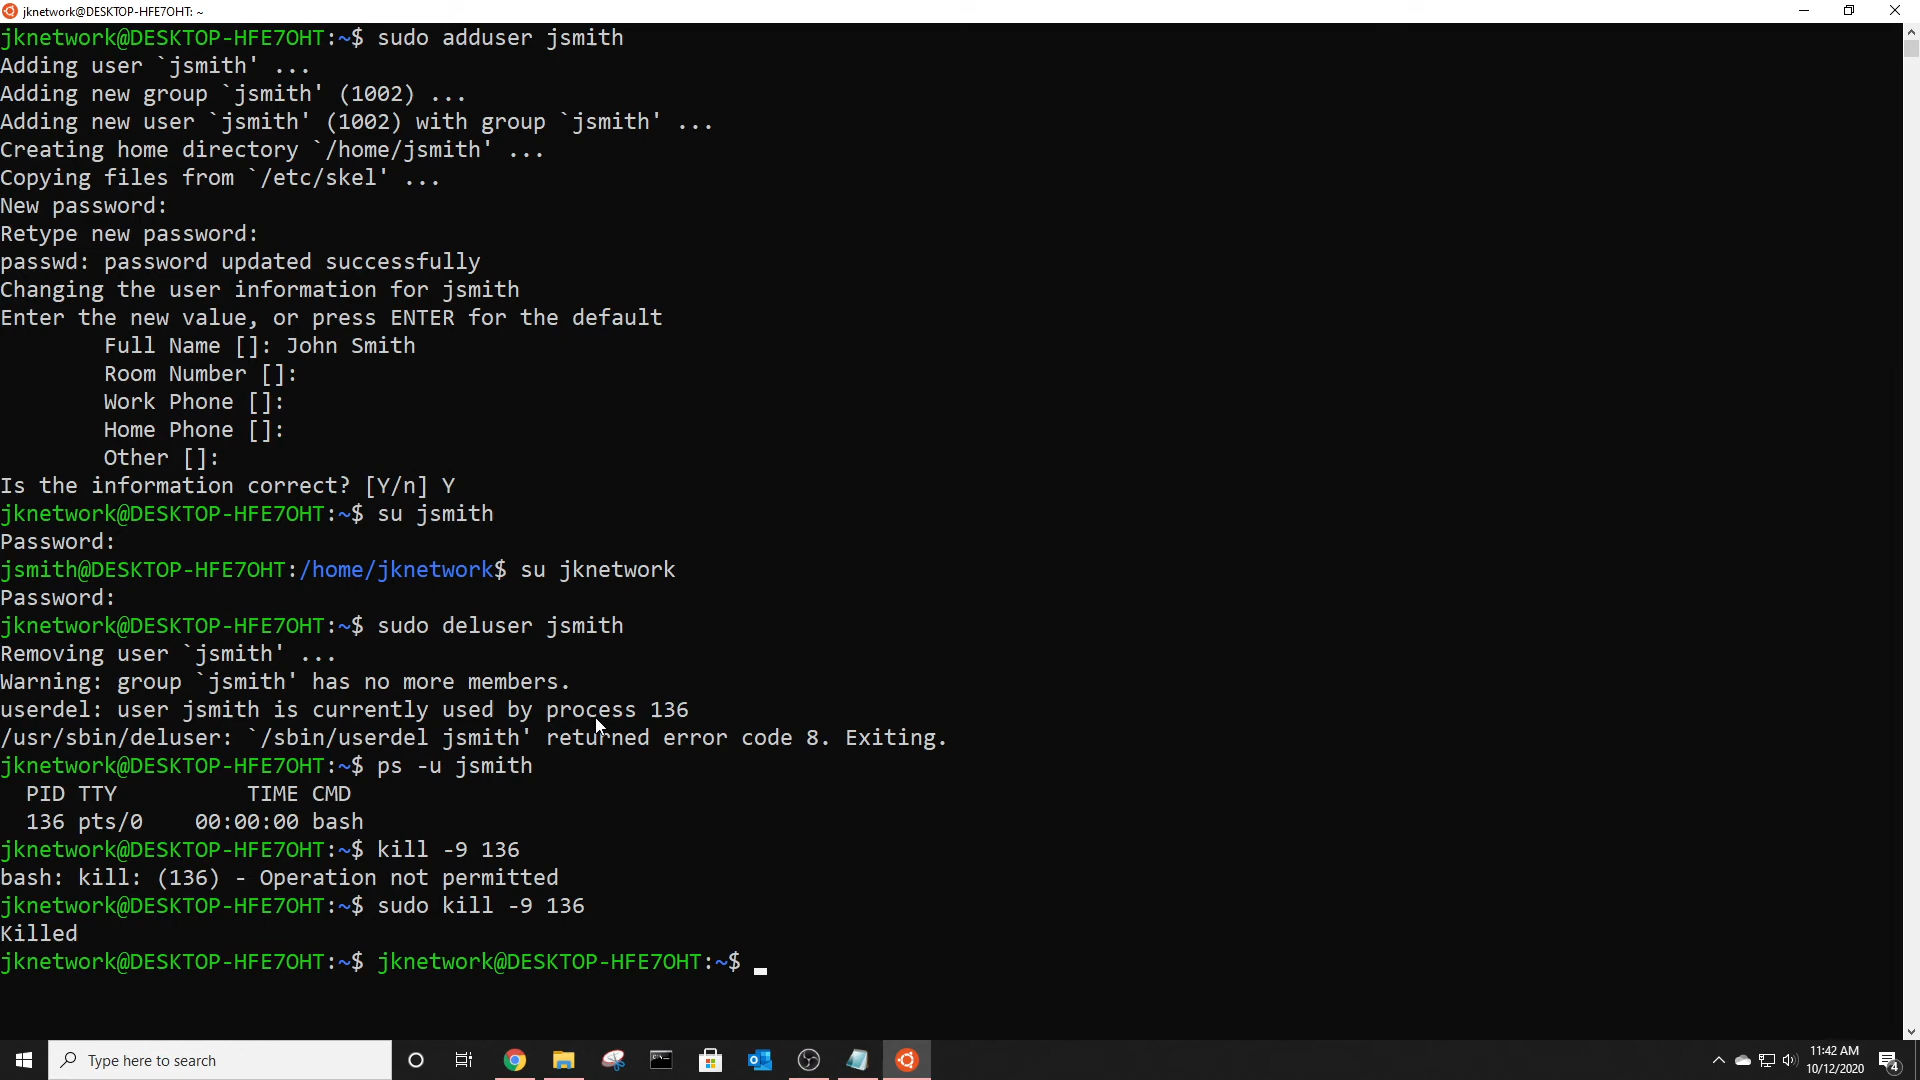 jknetwork@DESKTOP-HFE7OHT: ~
jknetwork@DESKTOP-HFE7OHT:~$ sudo adduser jsmith
Adding user `jsmith' ...
Adding new group `jsmith' (1002) ...
Adding new user `jsmith' (1002) with group `jsmith' ...
Creating home directory `/home/jsmith' ...
Copying files from `/etc/skel' ...
New password:
Retype new password:
passwd: password updated successfully
Changing the user information for jsmith
Enter the new value, or press ENTER for the default
        Full Name []: John Smith
        Room Number []:
        Work Phone []:
        Home Phone []:
        Other []:
Is the information correct? [Y/n] Y
jknetwork@DESKTOP-HFE7OHT:~$ su jsmith
Password:
jsmith@DESKTOP-HFE7OHT:/home/jknetwork$ su jknetwork
Password:
jknetwork@DESKTOP-HFE7OHT:~$ sudo deluser jsmith
Removing user `jsmith' ...
Warning: group `jsmith' has no more members.
userdel: user jsmith is currently used by process 136
/usr/sbin/deluser: `/sbin/userdel jsmith' returned error code 8. Exiting.
jknetwork@DESKTOP-HFE7OHT:~$ ps -u jsmith
  PID TTY          TIME CMD
  136 pts/0    00:00:00 bash
jknetwork@DESKTOP-HFE7OHT:~$ kill -9 136
bash: kill: (136) - Operation not permitted
jknetwork@DESKTOP-HFE7OHT:~$ sudo kill -9 136
Killed
jknetwork@DESKTOP-HFE7OHT:~$ jknetwork@DESKTOP-HFE7OHT:~$
Type here to search
11:42 AM
10/12/2020
4